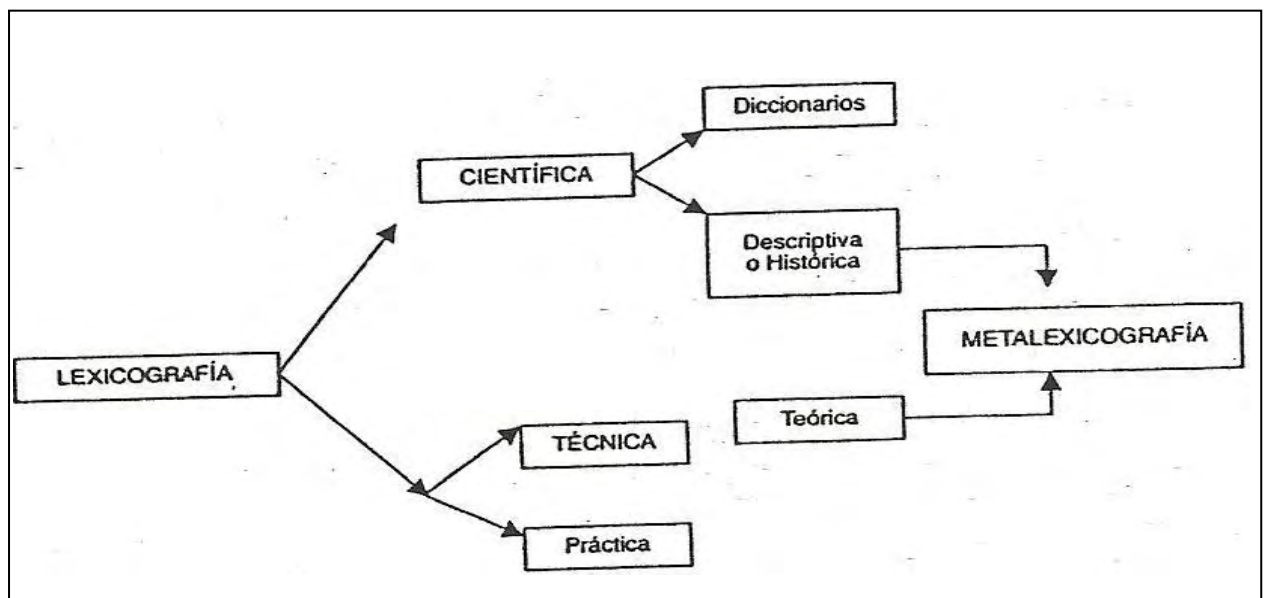 Diccionarios
CIENTÍFICA
Descriptiva
o Histórica
METALEXICOGRAFÍA
LEXICOGRAFÍA
Teórica
TÉCNICA
Práctica